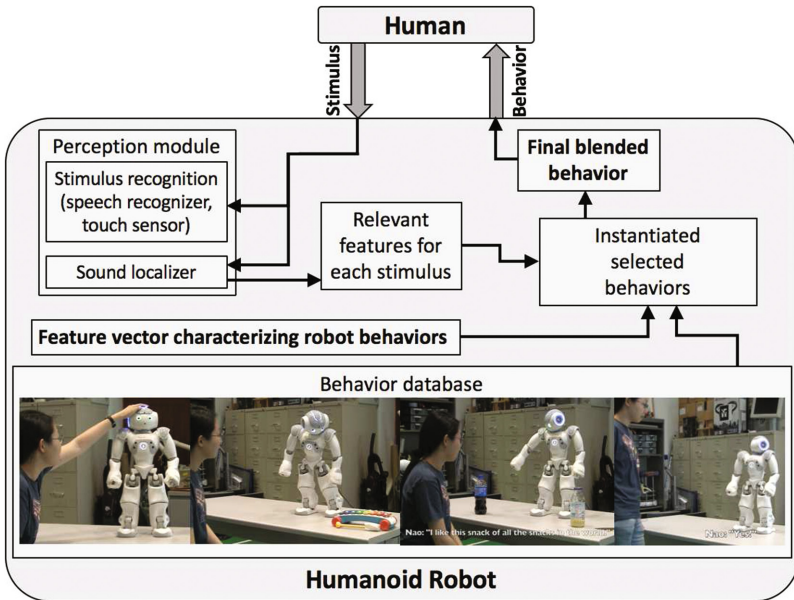 Human
Stimulus
Behavior
Perception module
Stimulus recognition
(speech recognizer,
touch sensor)
Sound localizer
Relevant
features for
each stimulus
Final blended
behavior
Instantiated
selected
behaviors
Feature vector characterizing robot behaviors
Behavior database
Nao: "I like this snack of all the snacks in the world."
Nao: "Yes"
Humanoid Robot